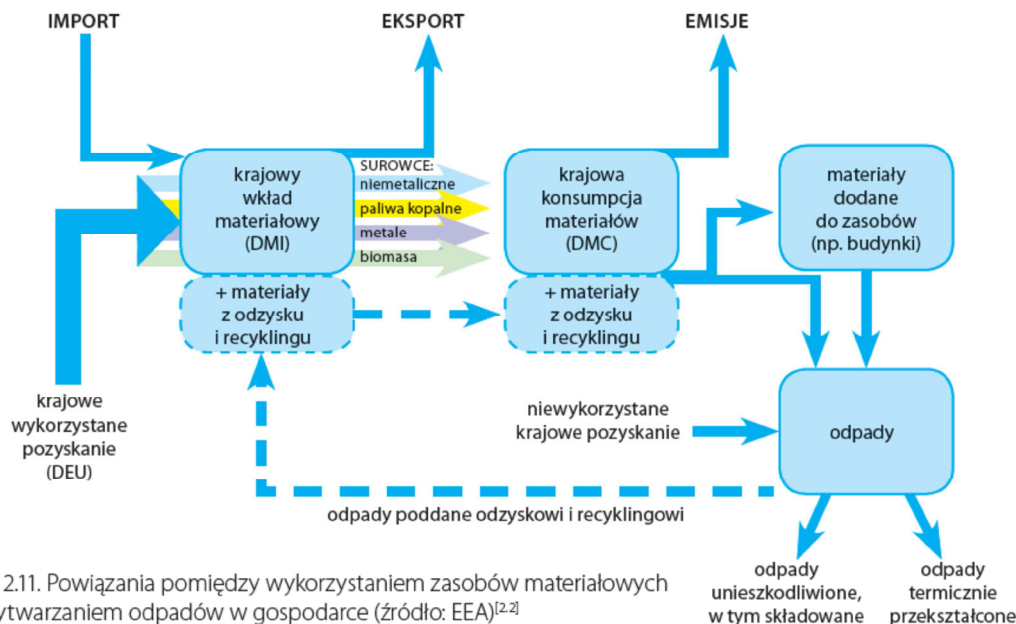 IMPORT
EKSPORT
EMISJE
krajowy
wkład
materiałowy
(DMI)
SUROWCE:
niemetaliczne
paliwa kopalne
metale
biomasa
krajowa
konsumpcja
materiałów
(DMC)
materiały
dodane
do zasobów
(np. budynki)
+ materiały
z odzysku
i recyklingu
+ materiały
z odzysku
i recyklingu
krajowe
wykorzystane
pozyskanie
(DEU)
niewykorzystane
krajowe pozyskanie
odpady
odpady poddane odzyskowi i recyklingowi
odpady
unieszkodliwione,
w tym składowane
odpady
termicznie
przekształcone
2.11. Powiązania pomiędzy wykorzystaniem zasobów materiałowych
ytwarzaniem odpadów w gospodarce (źródło: EEA)[2.2]